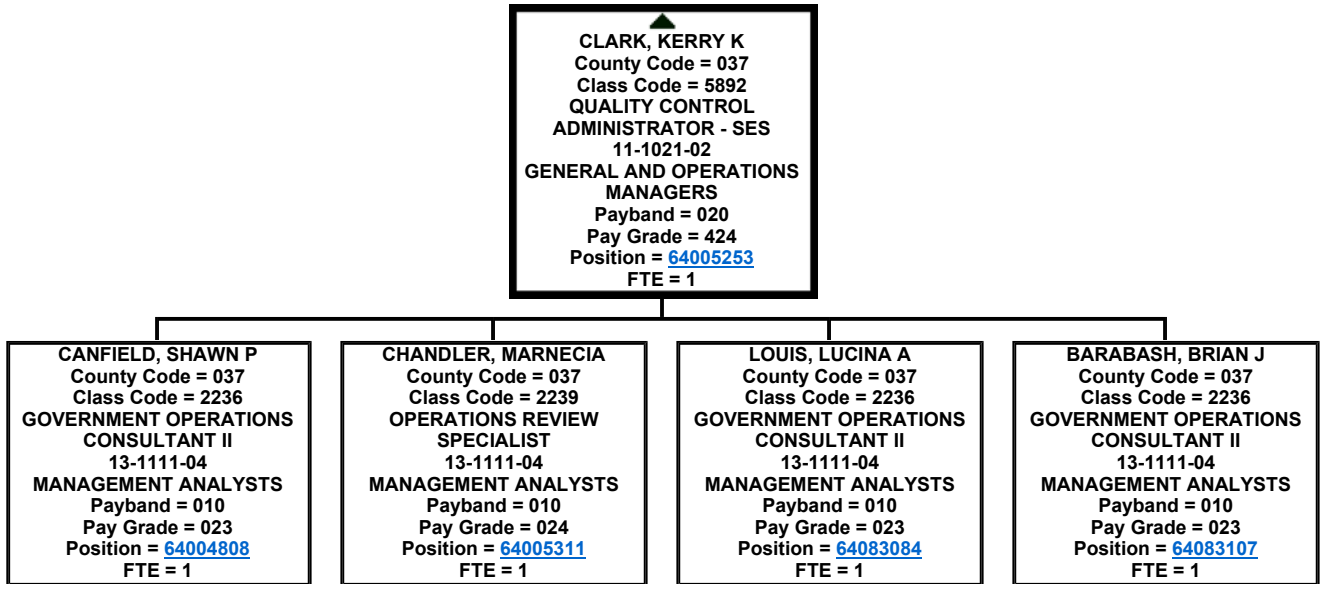 CLARK, KERRY K
County Code = 037
Class Code = 5892
QUALITY CONTROL
ADMINISTRATOR - SES
11-1021-02
GENERAL AND OPERATIONS
MANAGERS
Payband = 020
Pay Grade = 424
Position = 64005253
FTE = 1
CANFIELD, SHAWN P
County Code = 037
Class Code = 2236
GOVERNMENT OPERATIONS
CONSULTANT II
13-1111-04
MANAGEMENT ANALYSTS
Payband = 010
Pay Grade = 023
Position = 64004808
FTE = 1
CHANDLER, MARNECIA
County Code = 037
Class Code = 2239
OPERATIONS REVIEW
SPECIALIST
13-1111-04
MANAGEMENT ANALYSTS
Payband = 010
Pay Grade = 024
Position = 64005311
FTE = 1
LOUIS, LUCINA A
County Code = 037
Class Code = 2236
GOVERNMENT OPERATIONS
CONSULTANT II
13-1111-04
MANAGEMENT ANALYSTS
Payband = 010
Pay Grade = 023
Position = 64083084
FTE = 1
BARABASH, BRIAN J
County Code = 037
Class Code = 2236
GOVERNMENT OPERATIONS
CONSULTANT II
13-1111-04
MANAGEMENT ANALYSTS
Payband = 010
Pay Grade = 023
Position = 64083107
FTE = 1